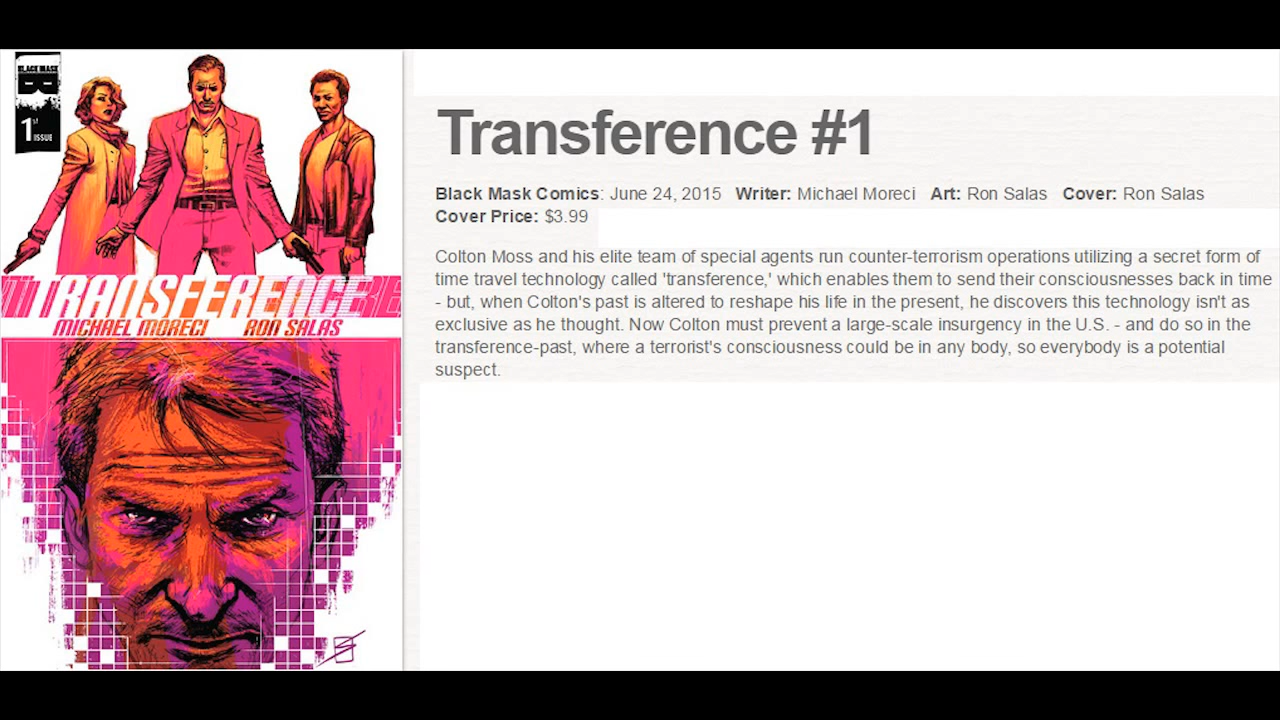 BLACK MASK
B
1st ISSUE
TRANSFERENCE
MICHAEL MORECI RON SALAS
Transference #1
Black Mask Comics: June 24, 2015 Writer: Michael Moreci Art: Ron Salas Cover: Ron Salas
Cover Price: $3.99
Colton Moss and his elite team of special agents run counter-terrorism operations utilizing a secret form of
time travel technology called 'transference,' which enables them to send their consciousnesses back in time
- but, when Colton's past is altered to reshape his life in the present, he discovers this technology isn't as
exclusive as he thought. Now Colton must prevent a large-scale insurgency in the U.S. - and do so in the
transference-past, where a terrorist's consciousness could be in any body, so everybody is a potential
suspect.